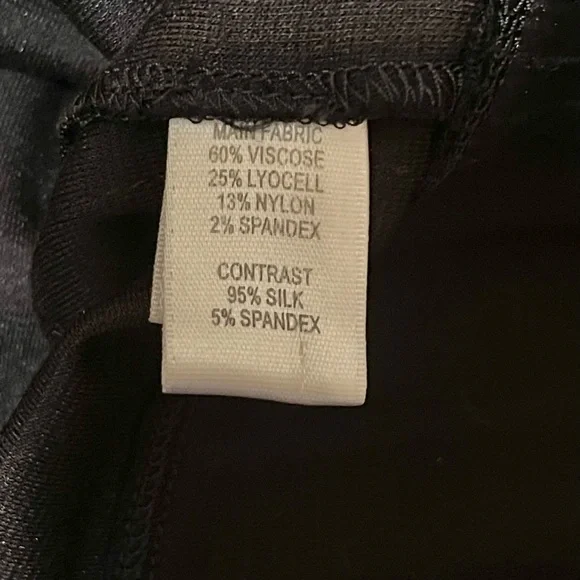 MAIN FABRIC
60% VISCOSE
25% LYOCELL
13% NYLON
2% SPANDEX
CONTRAST
95% SILK
5% SPANDEX